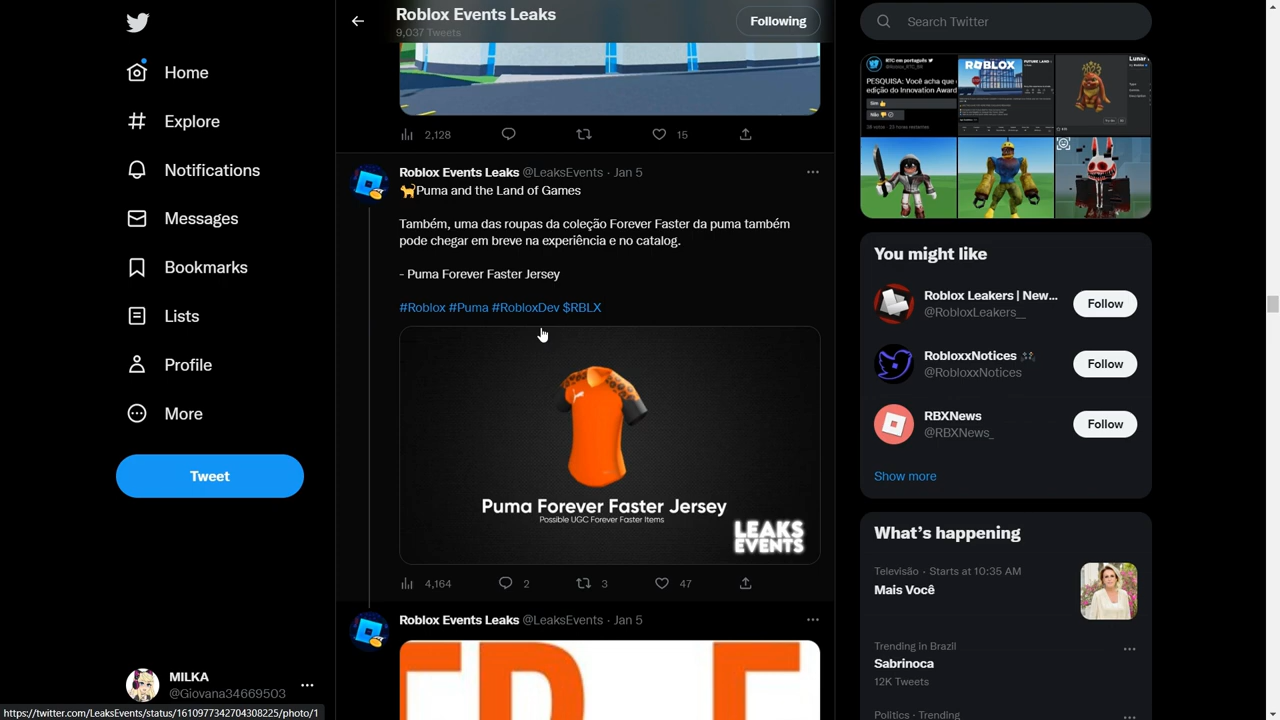 Home
Explore
Notifications
Messages
Bookmarks
Lists
Profile
More
Tweet
MILKA
@Giovana34669503
https://twitter.com/LeaksEvents/status/1610977342704308225/photo/1
Roblox Events Leaks
9,037 Tweets
Following
2,128
15
Roblox Events Leaks @LeaksEvents · Jan 5
🐈Puma and the Land of Games
Também, uma das roupas da coleção Forever Faster da puma também
pode chegar em breve na experiência e no catalog.
- Puma Forever Faster Jersey
#Roblox #Puma #RobloxDev $RBLX
Puma Forever Faster Jersey
Possible UGC Forever Faster Items
LEAKS
EVENTS
4,164
2
3
47
Roblox Events Leaks @LeaksEvents · Jan 5
Search Twitter
RTC em português
PESQUISA: Você acha que
edição do Innovation Award
Sim 👍
Não 👎
ROBLOX
FUTURE LAND
Lunar
You might like
Roblox Leakers | New...
@RobloxLeakers__
Follow
RobloxxNotices
@RobloxxNotices
Follow
RBXNews
@RBXNews_
Follow
Show more
What's happening
Televisão · Starts at 10:35 AM
Mais Você
Trending in Brazil
Sabrinoca
12K Tweets
Politics · Trending